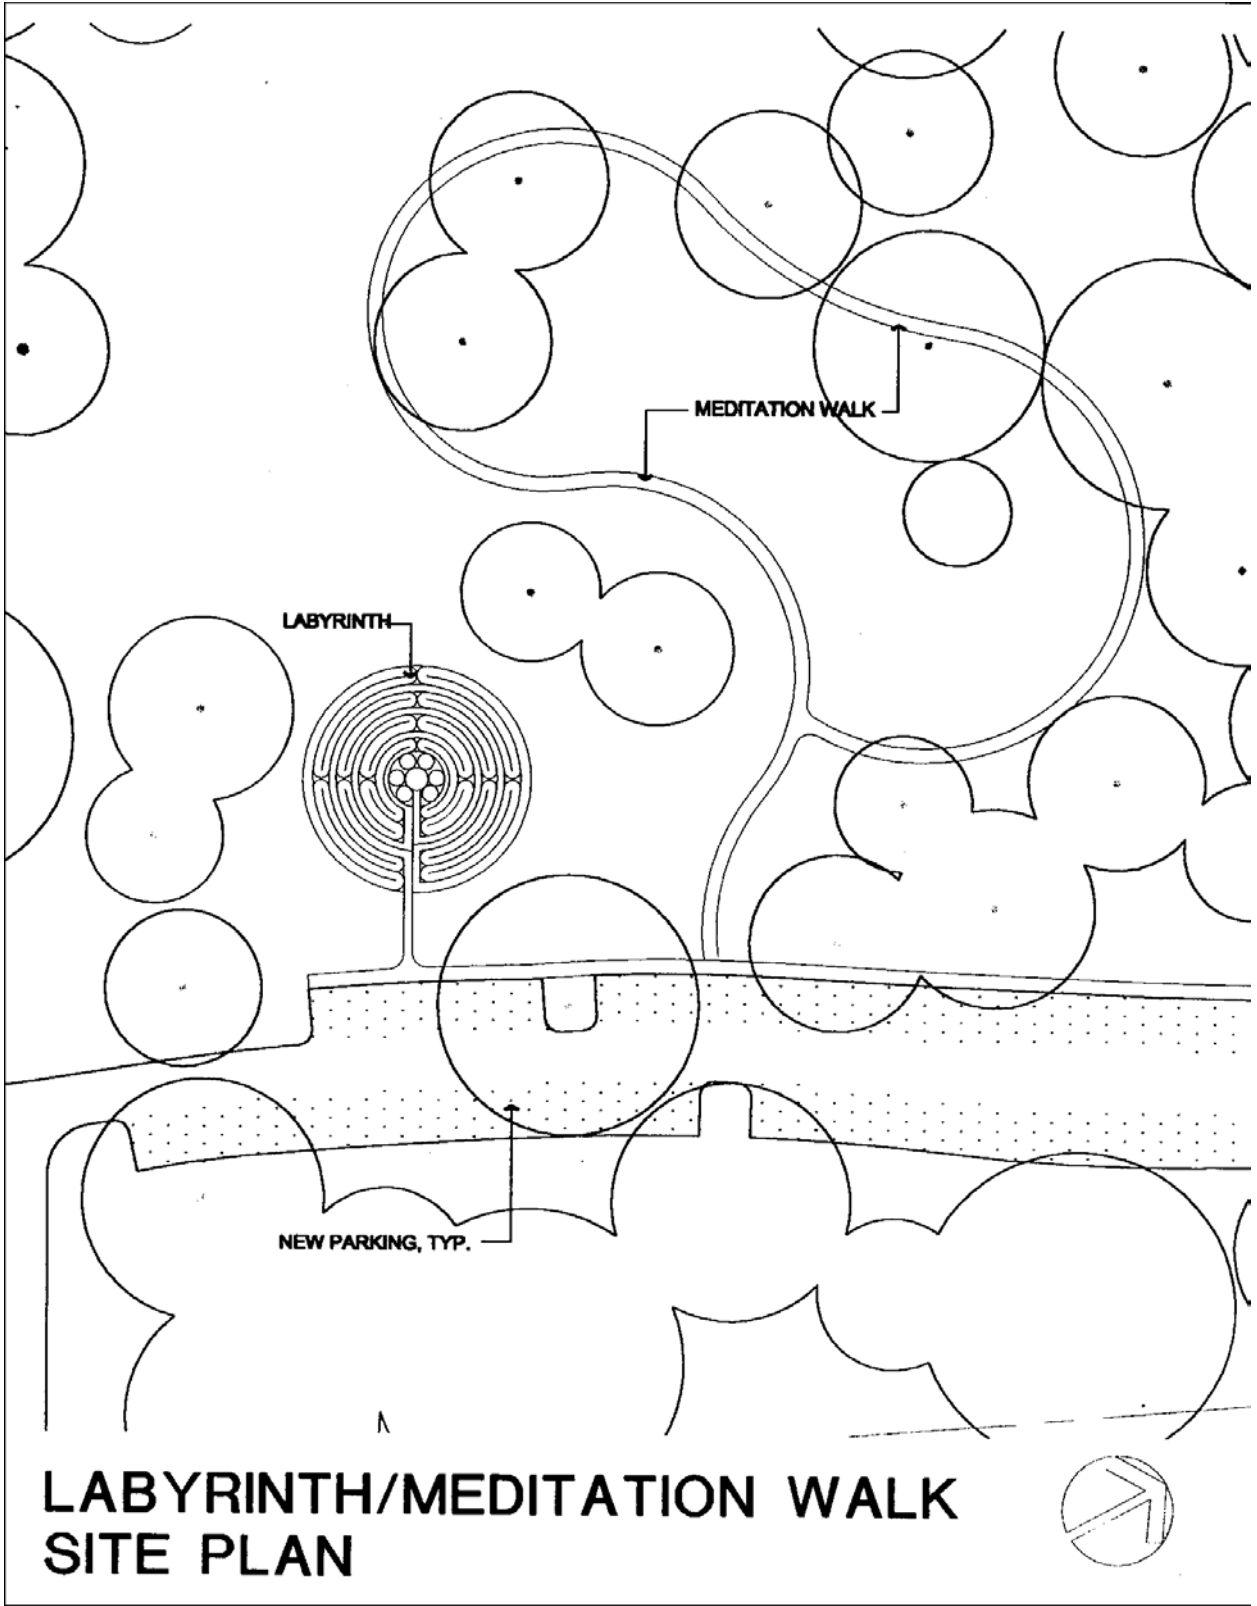 MEDITATION WALK
LABYRINTH
NEW PARKING, TYP.
LABYRINTH/MEDITATION WALK
SITE PLAN